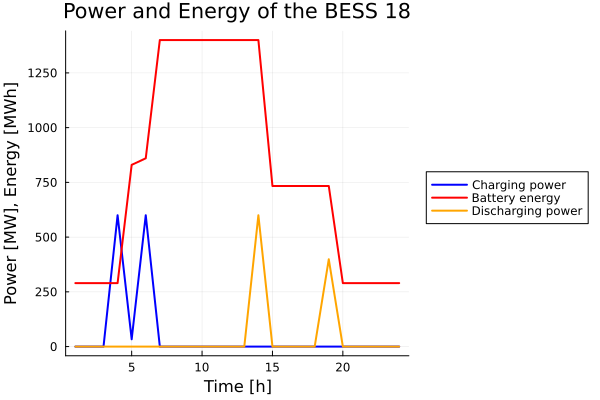 Power and Energy of the BESS 18
Power [MW], Energy [MWh]
1250
1000
750
500
250
0
5
10
15
20
Time [h]
Charging power
Battery energy
Discharging power